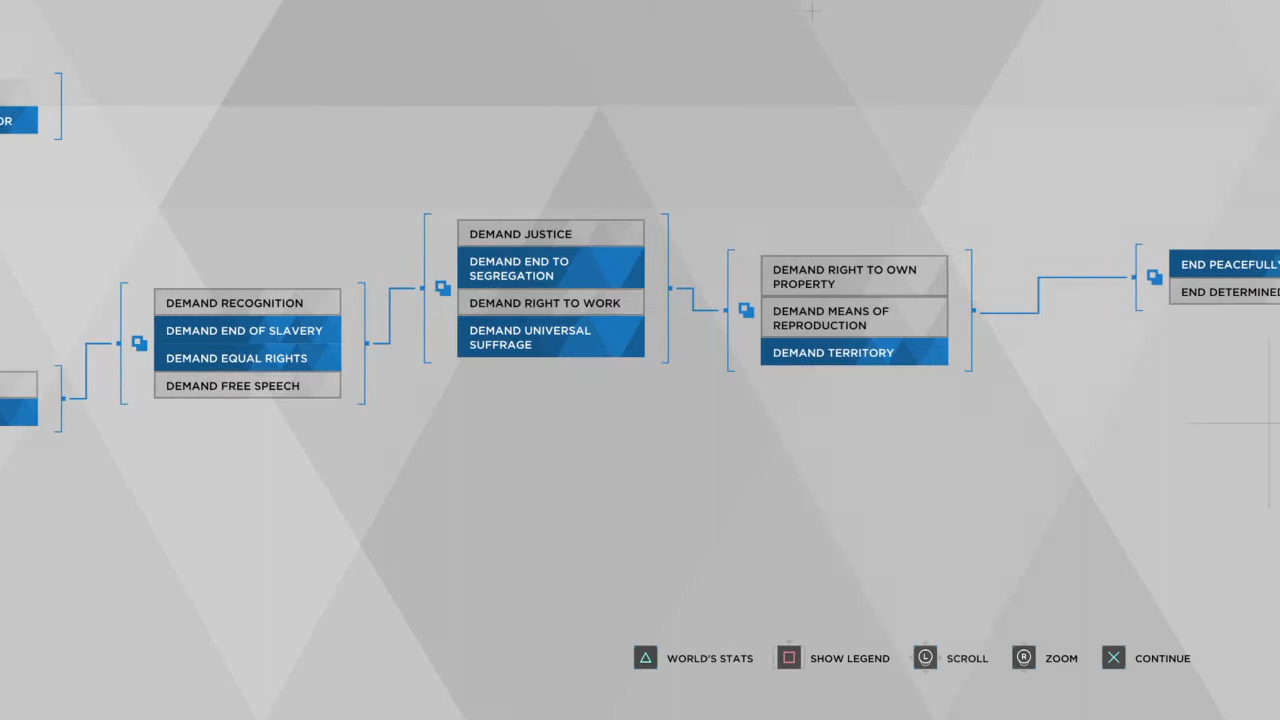 OR
DEMAND RECOGNITION
DEMAND END OF SLAVERY
DEMAND EQUAL RIGHTS
DEMAND FREE SPEECH
DEMAND JUSTICE
DEMAND END TO
SEGREGATION
DEMAND RIGHT TO WORK
DEMAND UNIVERSAL
SUFFRAGE
DEMAND RIGHT TO OWN
PROPERTY
DEMAND MEANS OF
REPRODUCTION
DEMAND TERRITORY
END PEACEFULLY
END DETERMINED
WORLD'S STATS
SHOW LEGEND
L
SCROLL
R
ZOOM
CONTINUE